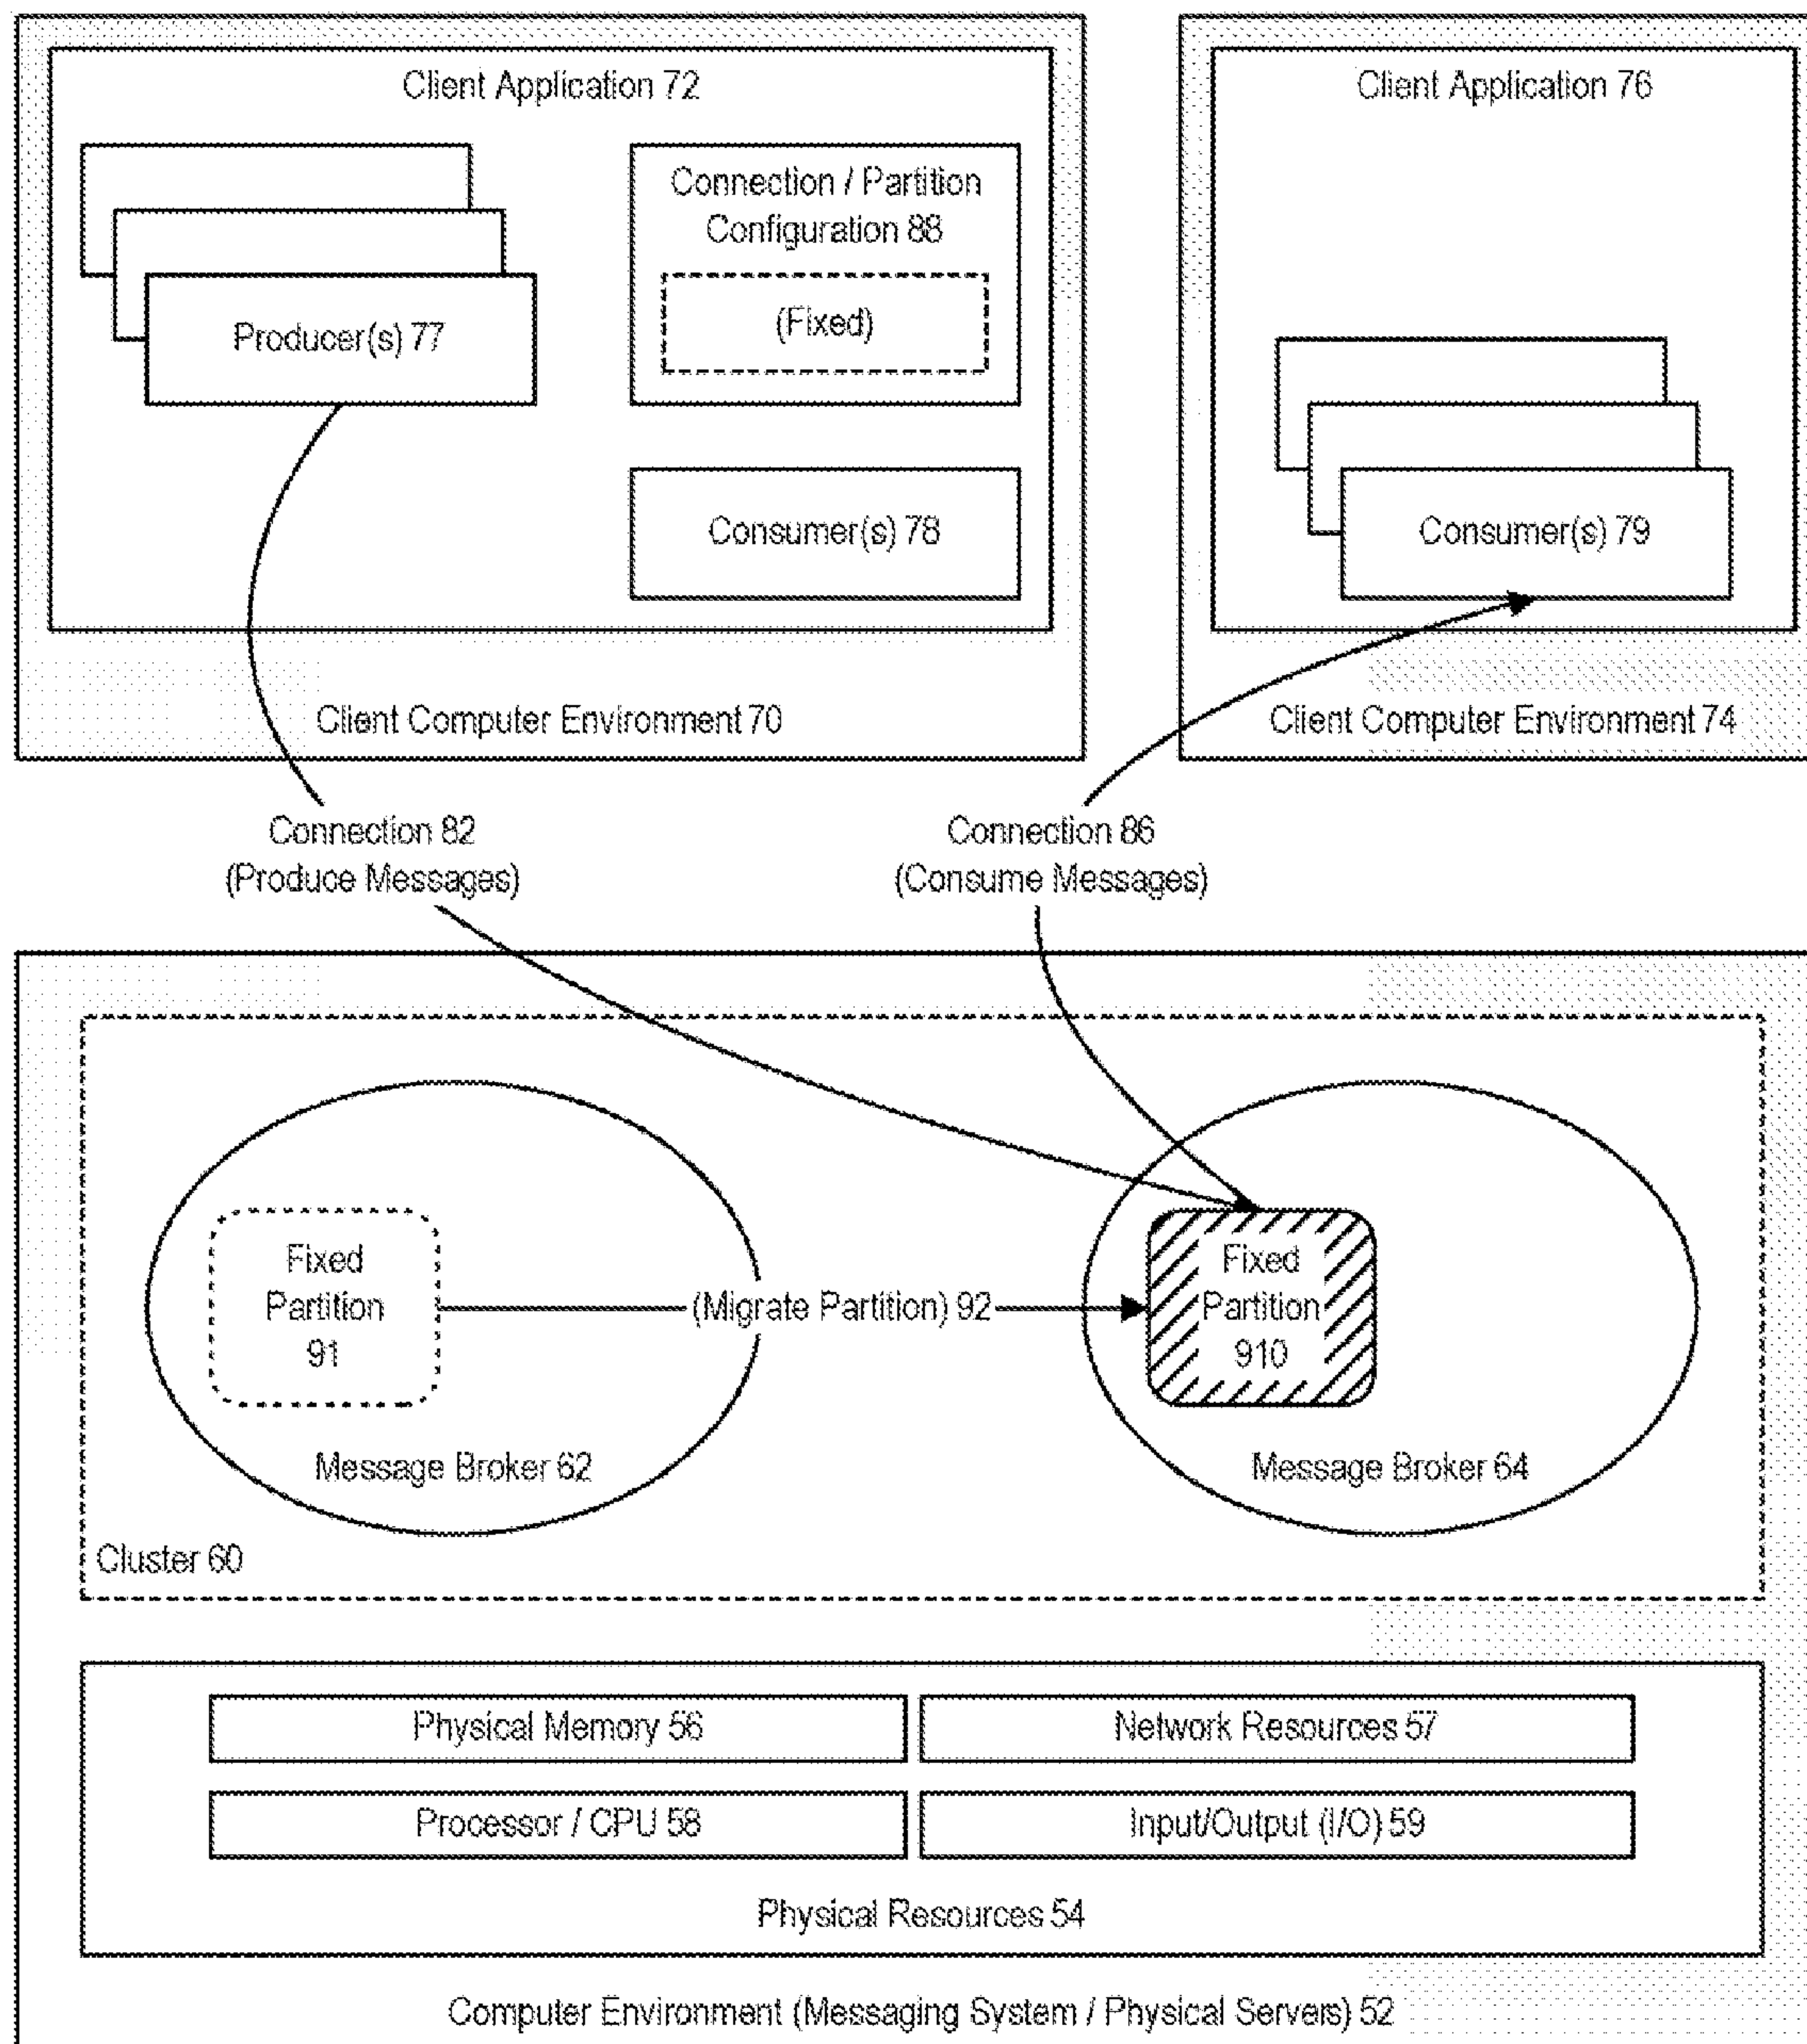 Client Application 72
Producer(s) 77
Connection / Partition
Configuration 88
(Fixed)
Consumer(s) 78
Client Computer Environment 70
Client Application 76
Consumer(s) 79
Client Computer Environment 74
Connection 82
(Produce Messages)
Connection 86
(Consume Messages)
Fixed
Partition
91
(Migrate Partition) 92
Fixed
Partition
910
Message Broker 62
Message Broker 64
Cluster 60
Physical Memory 56
Network Resources 57
Processor / CPU 58
Input/Output (I/O) 59
Physical Resources 54
Computer Environment (Messaging System / Physical Servers) 52